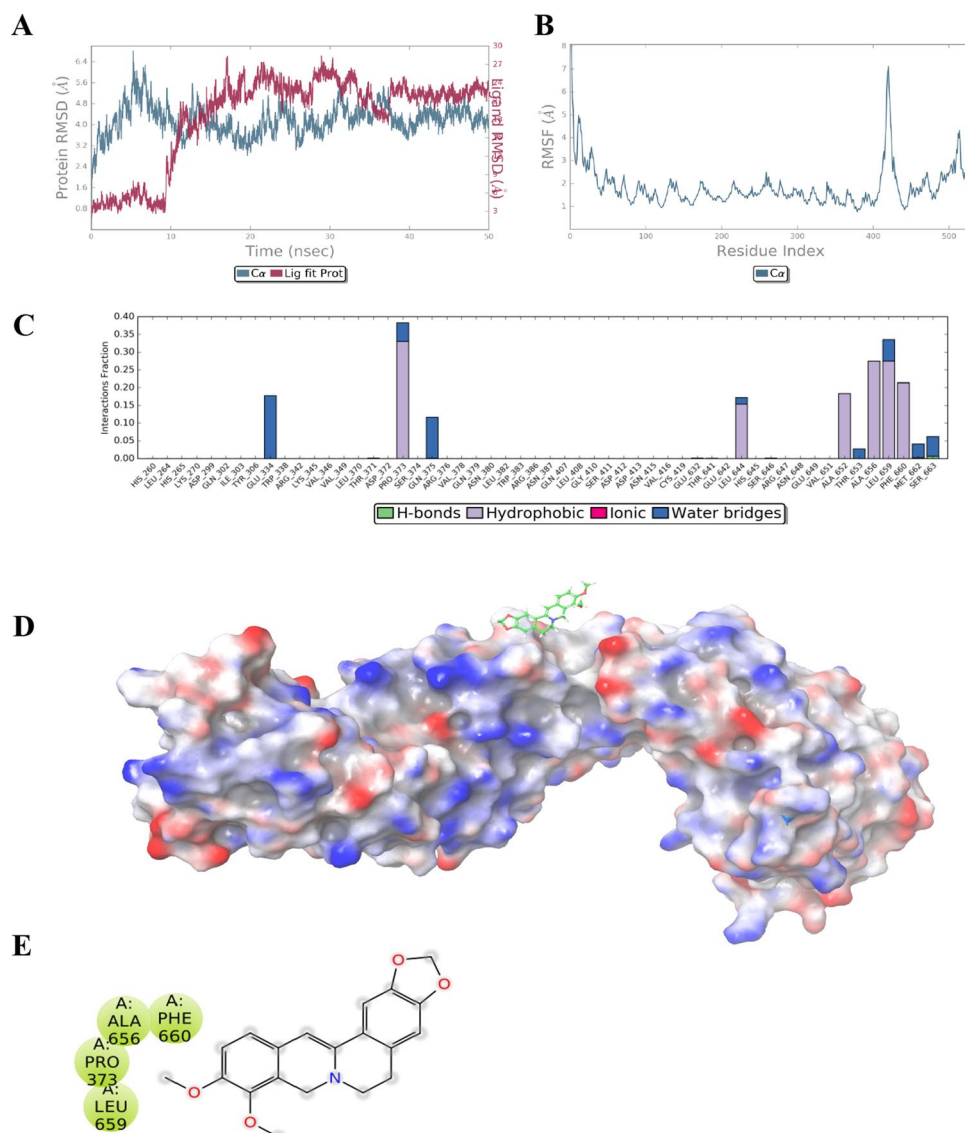 A
B
6.4
5.6
4.8
4.0
3.2
2.4
1.6
0.8
Protein RMSD (Å)
30
27
3
Ligand RMSD (Å)
0
10
20
30
40
50
Time (nsec)
Cα Lig fit Prot
8
7
6
5
4
3
2
1
RMSF (Å)
0
100
200
300
400
500
Residue Index
Cα
C
0.40
0.35
0.30
0.25
0.20
0.15
0.10
0.05
0.00
Interactions Fraction
HIS_260
LEU_264
HIS_265
LYS_270
ASP_299
GLN_302
ILE_303
TYR_306
GLU_334
TRP_338
ARG_342
LYS_345
VAL_346
VAL_349
LEU_370
THR_371
ASP_372
PRO_373
SER_374
GLN_375
ARG_376
VAL_378
GLN_379
ASN_380
LEU_382
TRP_383
ARG_386
ASN_387
GLN_407
LEU_408
GLY_410
GLY_411
ASP_412
ASP_413
ASN_415
VAL_416
CYS_419
GLU_632
THR_641
GLU_642
LEU_644
HIS_645
SER_646
ARG_647
ASN_648
GLU_649
VAL_651
ALA_652
THR_653
ALA_656
LEU_659
PHE_660
MET_662
SER_663
H-bonds Hydrophobic Ionic Water bridges
D
E
A:
ALA
656
A:
PHE
660
A:
PRO
373
A:
LEU
659
O
O
N
O
O